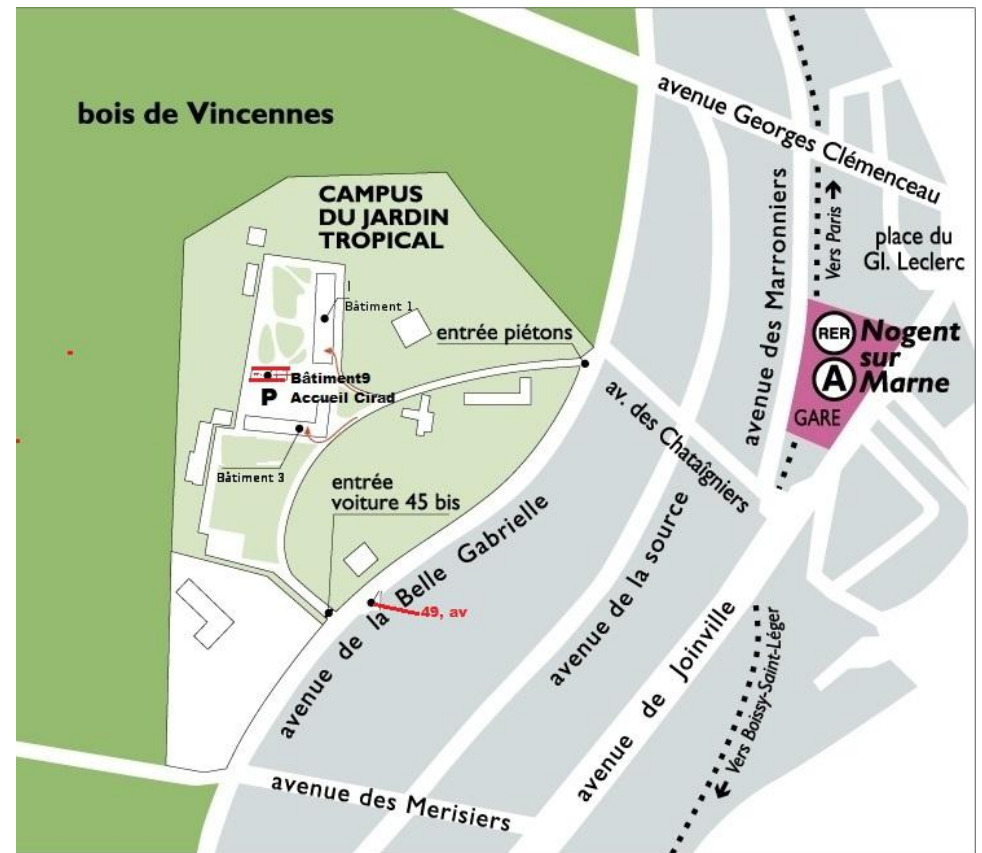 bois de Vincennes
CAMPUS
DU JARDIN
TROPICAL
Bâtiment 1
entrée piétons
Bâtiment9
Accueil Cirad
P
Bâtiment 3
entrée
voiture 45 bis
49, av
avenue de la Belle Gabrielle
avenue des Merisiers
avenue Georges Clémenceau
avenue des Marronniers
Vers Paris
place du
Gl. Leclerc
RER
A
Nogent
sur
Marne
GARE
av. des Chataîgniers
avenue de la source
avenue de Joinville
Vers Boissy-Saint-Léger